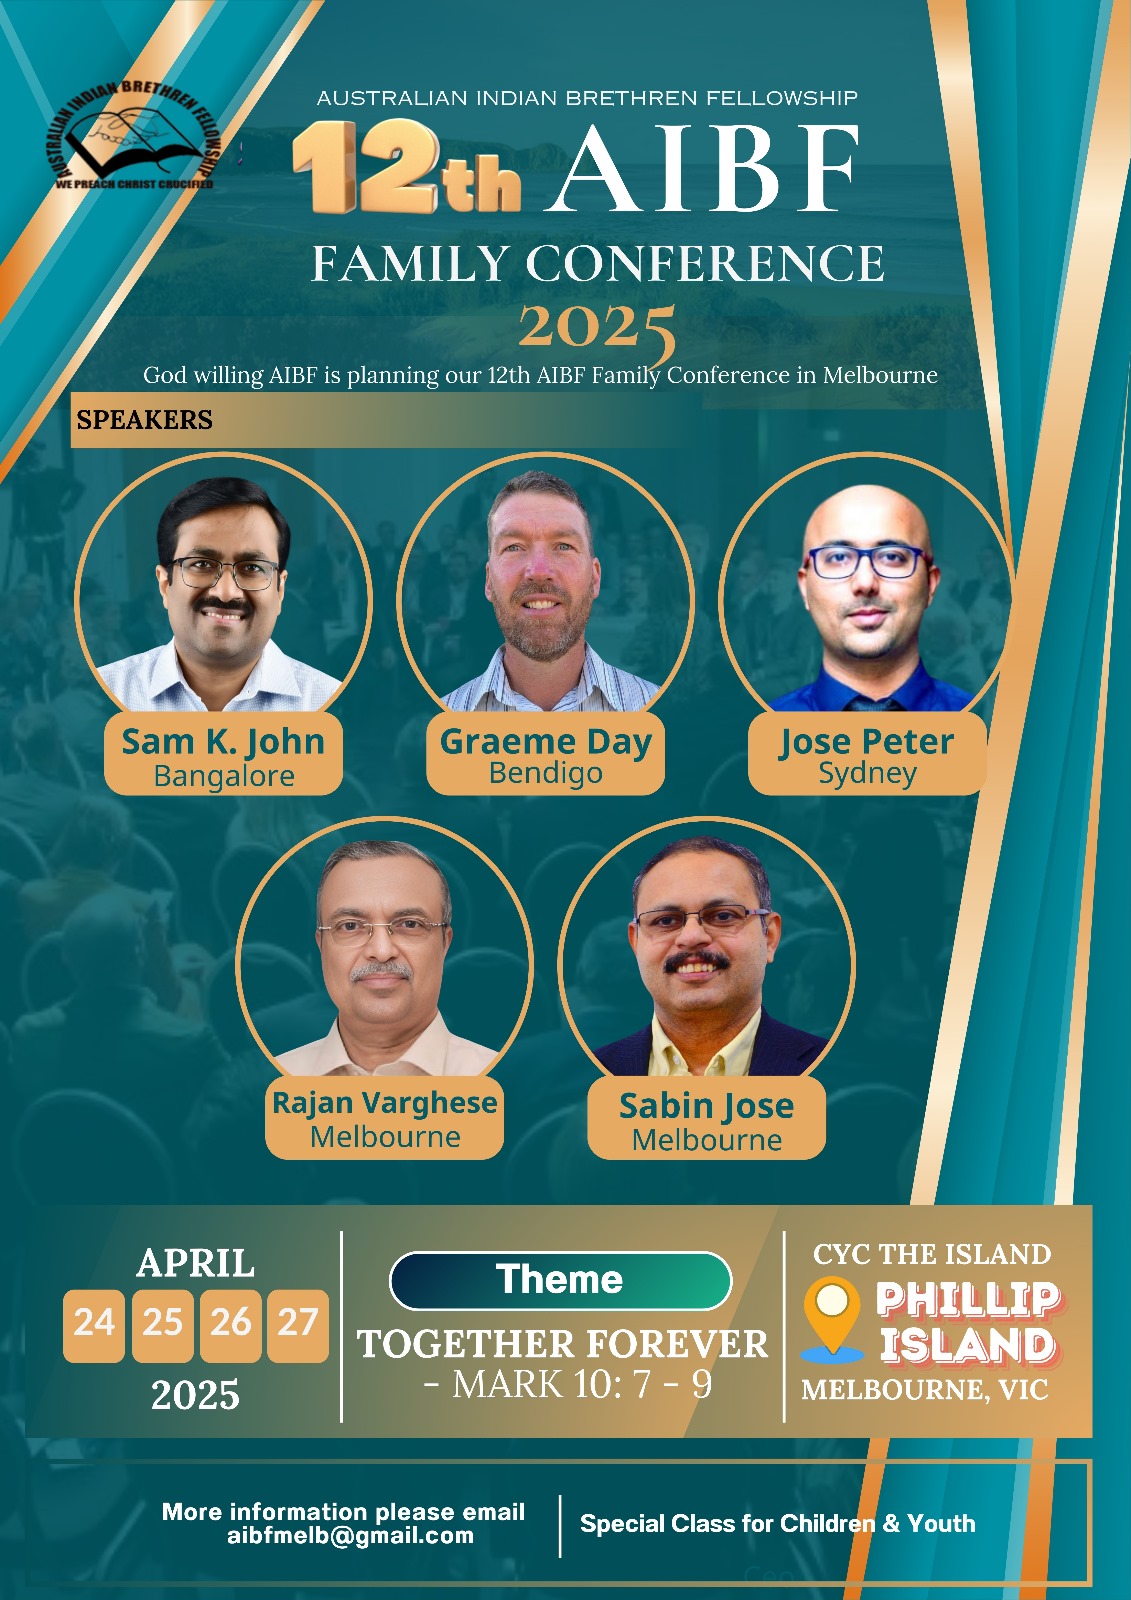 AUSTRALIAN INDIAN BRETHREN FELLOWSHIP
WE PREACH CHRIST CRUCIFIED
AUSTRALIAN INDIAN BRETHREN FELLOWSHIP
12th AIBF
FAMILY CONFERENCE
2025
God willing AIBF is planning our 12th AIBF Family Conference in Melbourne
SPEAKERS
Sam K. John
Bangalore
Graeme Day
Bendigo
Jose Peter
Sydney
Rajan Varghese
Melbourne
Sabin Jose
Melbourne
APRIL
24 25 26 27
2025
Theme
TOGETHER FOREVER
- MARK 10: 7 - 9
CYC THE ISLAND
PHILLIP
ISLAND
MELBOURNE, VIC
More information please email
aibfmelb@gmail.com
Special Class for Children & Youth